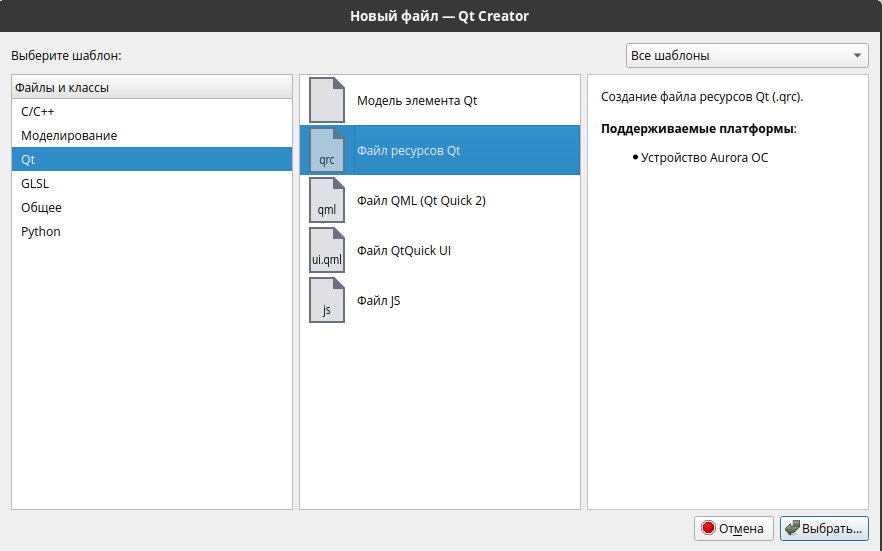 Новый файл — Qt Creator
Выберите шаблон:
Все шаблоны
Файлы и классы
C/C++
Моделирование
Qt
GLSL
Общее
Python
Модель элемента Qt
qrc
Файл ресурсов Qt
qml
Файл QML (Qt Quick 2)
ui.qml
Файл QtQuick UI
js
Файл JS
Создание файла ресурсов Qt (.qrc).
Поддерживаемые платформы:
• Устройство Aurora ОС
Отмена
Выбрать...